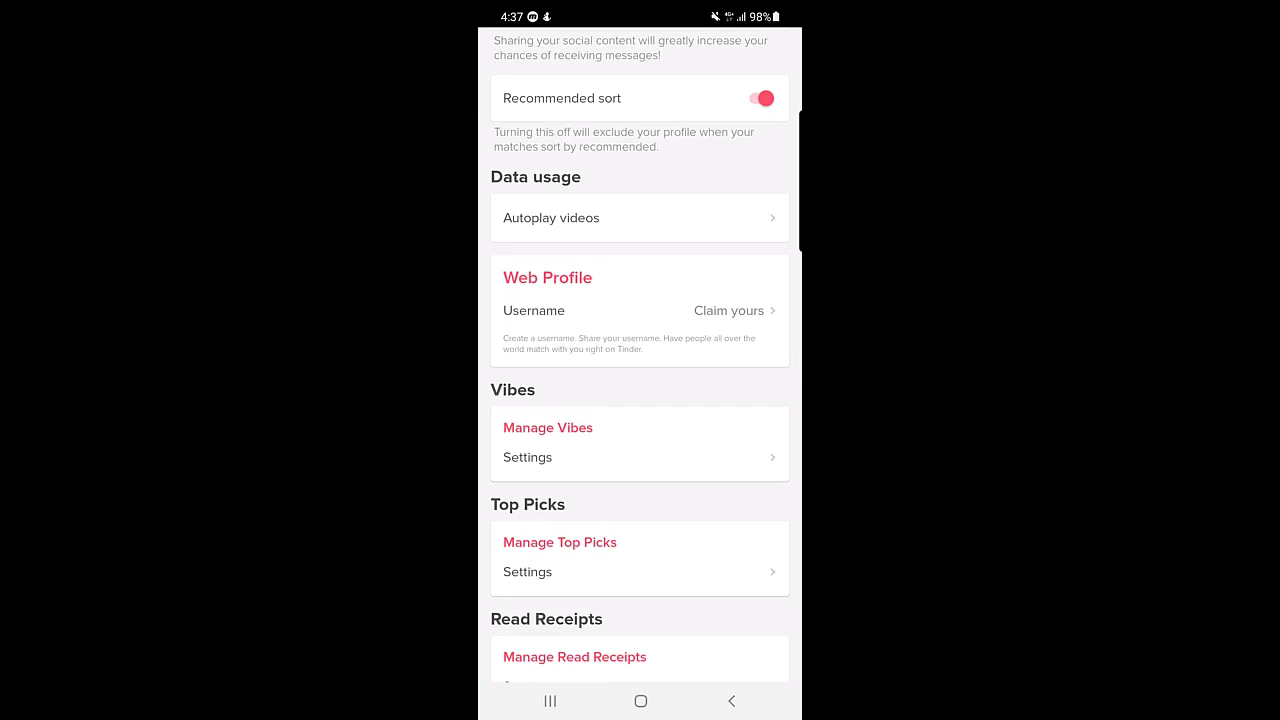 4:37
98%
Sharing your social content will greatly increase your
chances of receiving messages!
Recommended sort
Turning this off will exclude your profile when your
matches sort by recommended.
Data usage
Autoplay videos
Web Profile
Username Claim yours
Create a username. Share your username. Have people all over the
world match with you right on Tinder.
Vibes
Manage Vibes
Settings
Top Picks
Manage Top Picks
Settings
Read Receipts
Manage Read Receipts